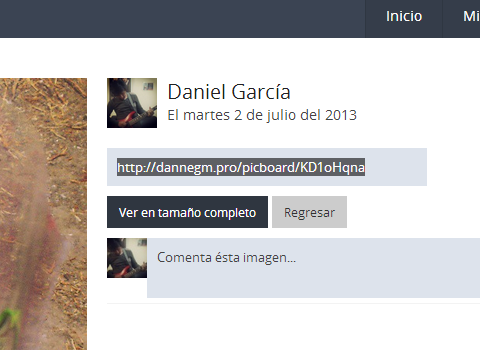 Inicio Mi
Daniel García
El martes 2 de julio del 2013
http://dannegm.pro/picboard/KD1oHqna
Ver en tamaño completo Regresar
Comenta ésta imagen...